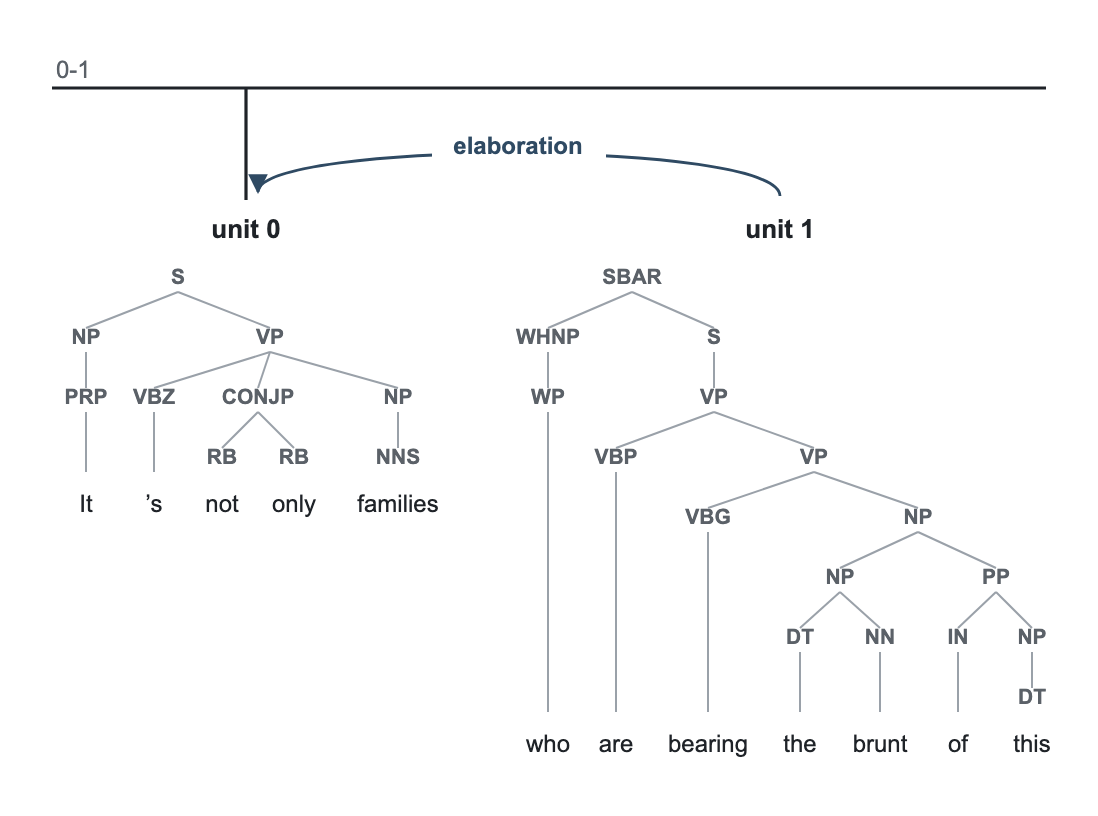 0-1
elaboration
unit 0 unit 1
S SBAR
NP VP WHNP S
PRP VBZ CONJP NP WP VP
RB RB NNS VBP VP
It ’s not only families
VBG NP
NP PP
DT NN IN NP
DT
who are bearing the brunt of this